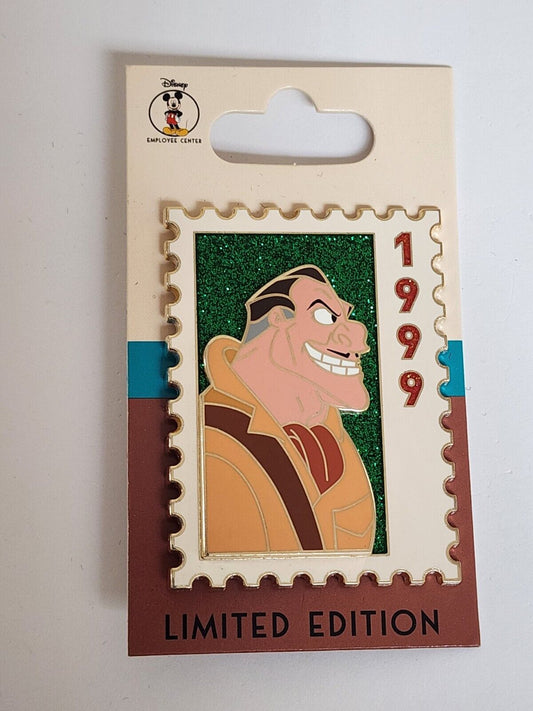 Disney
EMPLOYEE CENTER
1999
LIMITED EDITION